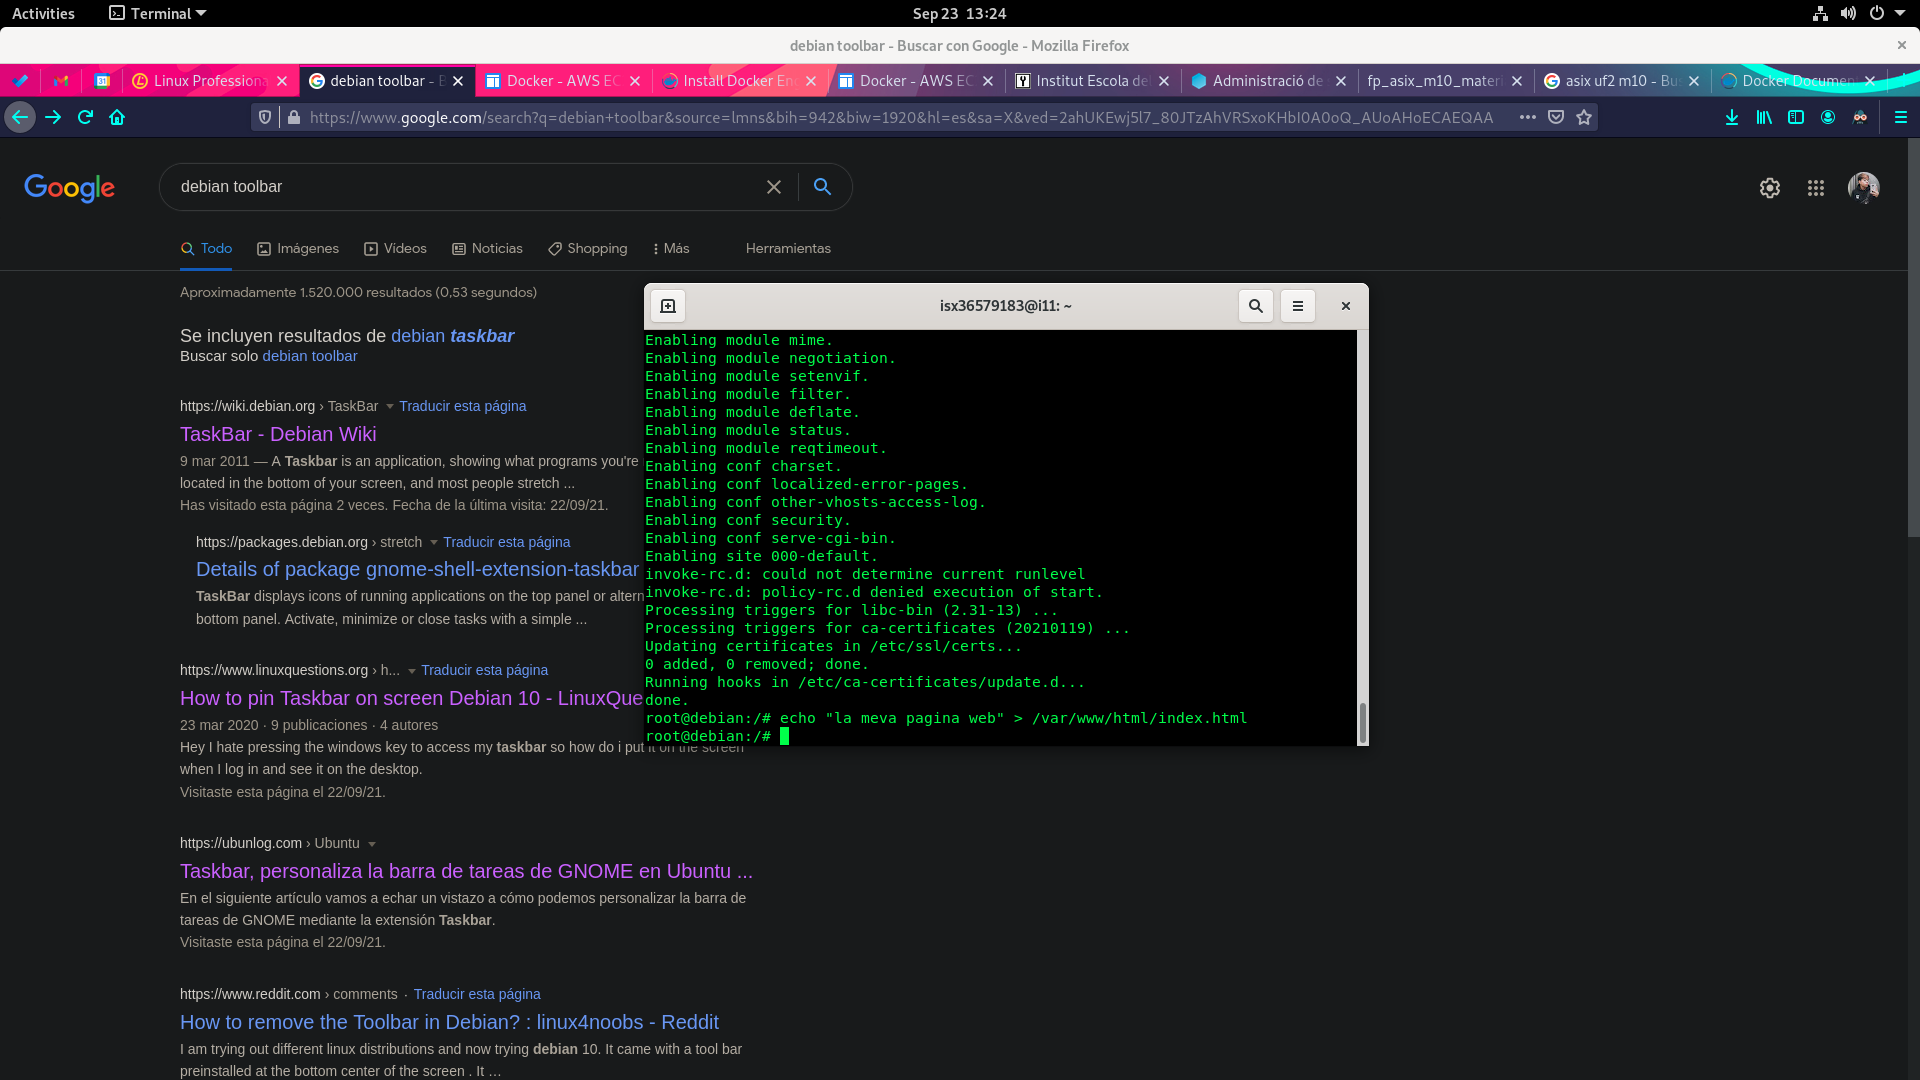 Activities
Terminal
Sep 23 13:24
debian toolbar - Buscar con Google - Mozilla Firefox
Linux Professiona
debian toolbar - B
Docker - AWS EC
Install Docker En
Docker - AWS EC
Institut Escola del
Administració de
fp_asix_m10_materi
asix uf2 m10 - Bus
Docker Documen
https://www.google.com/search?q=debian+toolbar&source=lmns&bih=942&biw=1920&hl=es&sa=X&ved=2ahUKEwj5l7_80JTzAhVRSxoKHbI0A0oQ_AUoAHoECAEQAA
Google
debian toolbar
Todo
Imágenes
Vídeos
Noticias
Shopping
Más
Herramientas
Aproximadamente 1.520.000 resultados (0,53 segundos)
Se incluyen resultados de debian taskbar
Buscar solo debian toolbar
https://wiki.debian.org › TaskBar Traducir esta página
TaskBar - Debian Wiki
9 mar 2011 — A Taskbar is an application, showing what programs you're
located in the bottom of your screen, and most people stretch ...
Has visitado esta página 2 veces. Fecha de la última visita: 22/09/21.
https://packages.debian.org › stretch Traducir esta página
Details of package gnome-shell-extension-taskbar
TaskBar displays icons of running applications on the top panel or altern
bottom panel. Activate, minimize or close tasks with a simple ...
https://www.linuxquestions.org › h... Traducir esta página
How to pin Taskbar on screen Debian 10 - LinuxQue
23 mar 2020 · 9 publicaciones · 4 autores
Hey I hate pressing the windows key to access my taskbar so how do i put it on the screen
when I log in and see it on the desktop.
Visitaste esta página el 22/09/21.
https://ubunlog.com › Ubuntu
Taskbar, personaliza la barra de tareas de GNOME en Ubuntu ...
En el siguiente artículo vamos a echar un vistazo a cómo podemos personalizar la barra de
tareas de GNOME mediante la extensión Taskbar.
Visitaste esta página el 22/09/21.
https://www.reddit.com › comments · Traducir esta página
How to remove the Toolbar in Debian? : linux4noobs - Reddit
I am trying out different linux distributions and now trying debian 10. It came with a tool bar
preinstalled at the bottom center of the screen . It ...
isx36579183@i11: ~
Enabling module mime.
Enabling module negotiation.
Enabling module setenvif.
Enabling module filter.
Enabling module deflate.
Enabling module status.
Enabling module reqtimeout.
Enabling conf charset.
Enabling conf localized-error-pages.
Enabling conf other-vhosts-access-log.
Enabling conf security.
Enabling conf serve-cgi-bin.
Enabling site 000-default.
invoke-rc.d: could not determine current runlevel
invoke-rc.d: policy-rc.d denied execution of start.
Processing triggers for libc-bin (2.31-13) ...
Processing triggers for ca-certificates (20210119) ...
Updating certificates in /etc/ssl/certs...
0 added, 0 removed; done.
Running hooks in /etc/ca-certificates/update.d...
done.
root@debian:/# echo "la meva pagina web" > /var/www/html/index.html
root@debian:/#